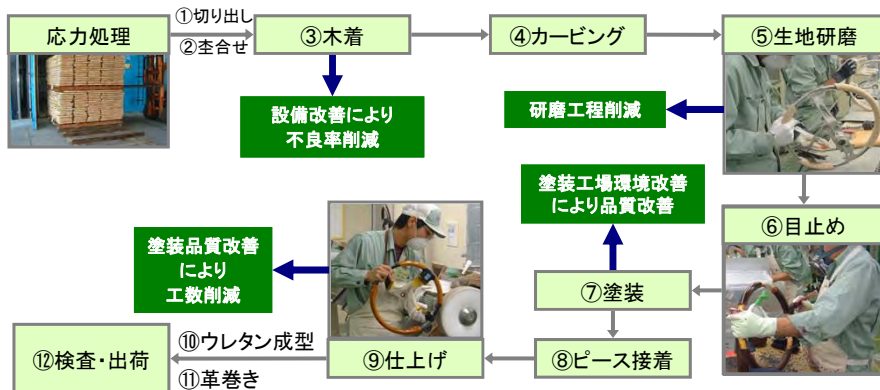 応力処理
①切り出し
②杢合せ
③木着
④カービング
⑤生地研磨
設備改善により
不良率削減
研磨工程削減
塗装工場環境改善
により品質改善
⑥目止め
塗装品質改善
により
工数削減
⑦塗装
⑧ピース接着
⑨仕上げ
⑩ウレタン成型
⑪革巻き
⑫検査・出荷